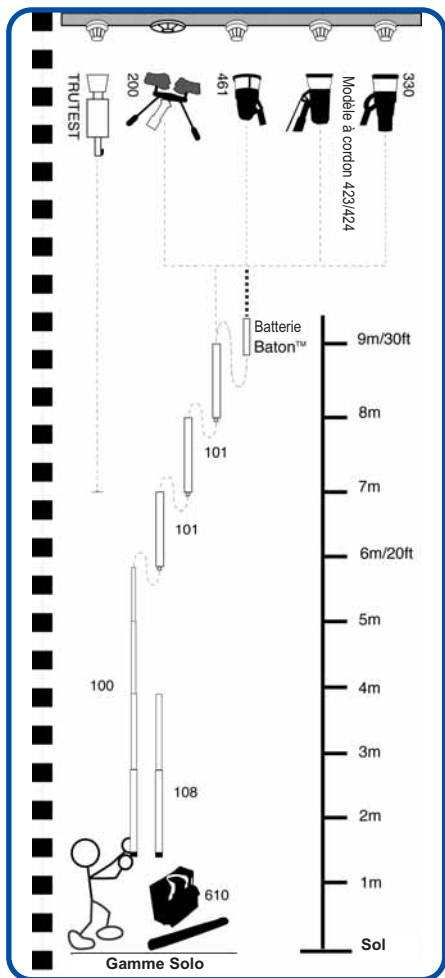 TRUTEST
200
461
Modèle à cordon 423/424
330
Batterie
Baton™
9m/30ft
8m
101
7m
101
6m/20ft
5m
100
4m
3m
108
2m
1m
610
Sol
Gamme Solo